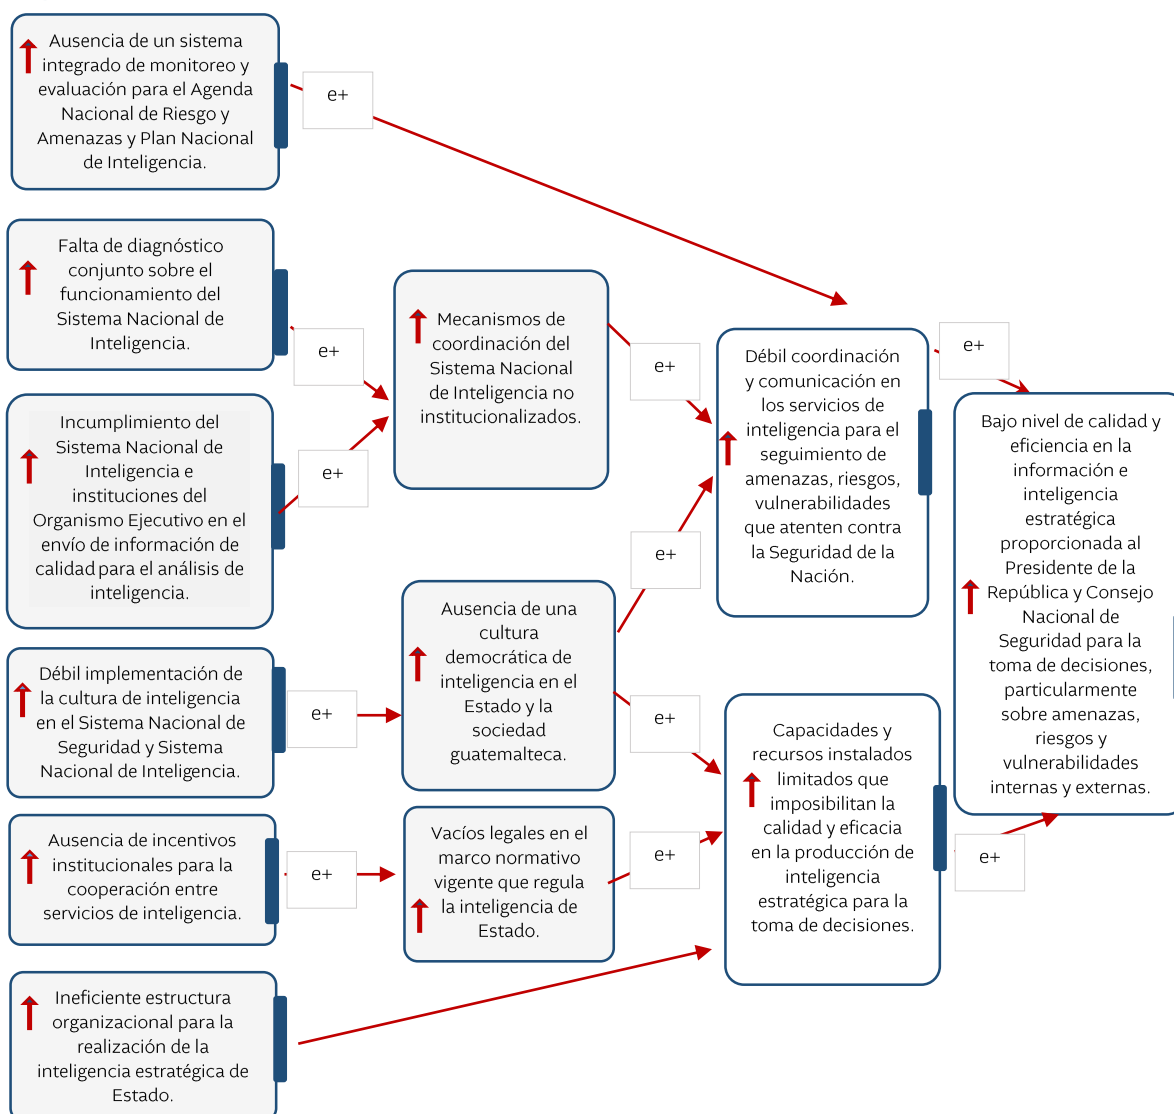 Ausencia de un sistema
integrado de monitoreo y
evaluación para el Agenda
Nacional de Riesgo y
Amenazas y Plan Nacional
de Inteligencia.
e+
Falta de diagnóstico
conjunto sobre el
funcionamiento del
Sistema Nacional de
Inteligencia.
e+
Incumplimiento del
Sistema Nacional de
Inteligencia e
instituciones del
Organismo Ejecutivo en el
envío de información de
calidad para el análisis de
inteligencia.
e+
Débil implementación de
la cultura de inteligencia
en el Sistema Nacional de
Seguridad y Sistema
Nacional de Inteligencia.
e+
Ausencia de incentivos
institucionales para la
cooperación entre
servicios de inteligencia.
e+
Ineficiente estructura
organizacional para la
realización de la
inteligencia estratégica de
Estado.
Mecanismos de
coordinación del
Sistema Nacional
de Inteligencia no
institucionalizados.
e+
Ausencia de una
cultura
democrática de
inteligencia en el
Estado y la
sociedad
guatemalteca.
e+
e+
Vacíos legales en el
marco normativo
vigente que regula
la inteligencia de
Estado.
e+
Débil coordinación
y comunicación en
los servicios de
inteligencia para el
seguimiento de
amenazas, riesgos,
vulnerabilidades
que atenten contra
la Seguridad de la
Nación.
e+
Capacidades y
recursos instalados
limitados que
imposibilitan la
calidad y eficacia
en la producción de
inteligencia
estratégica para la
toma de decisiones.
e+
Bajo nivel de calidad y
eficiencia en la
información e
inteligencia
estratégica
proporcionada al
Presidente de la
República y Consejo
Nacional de
Seguridad para la
toma de decisiones,
particularmente
sobre amenazas,
riesgos y
vulnerabilidades
internas y externas.